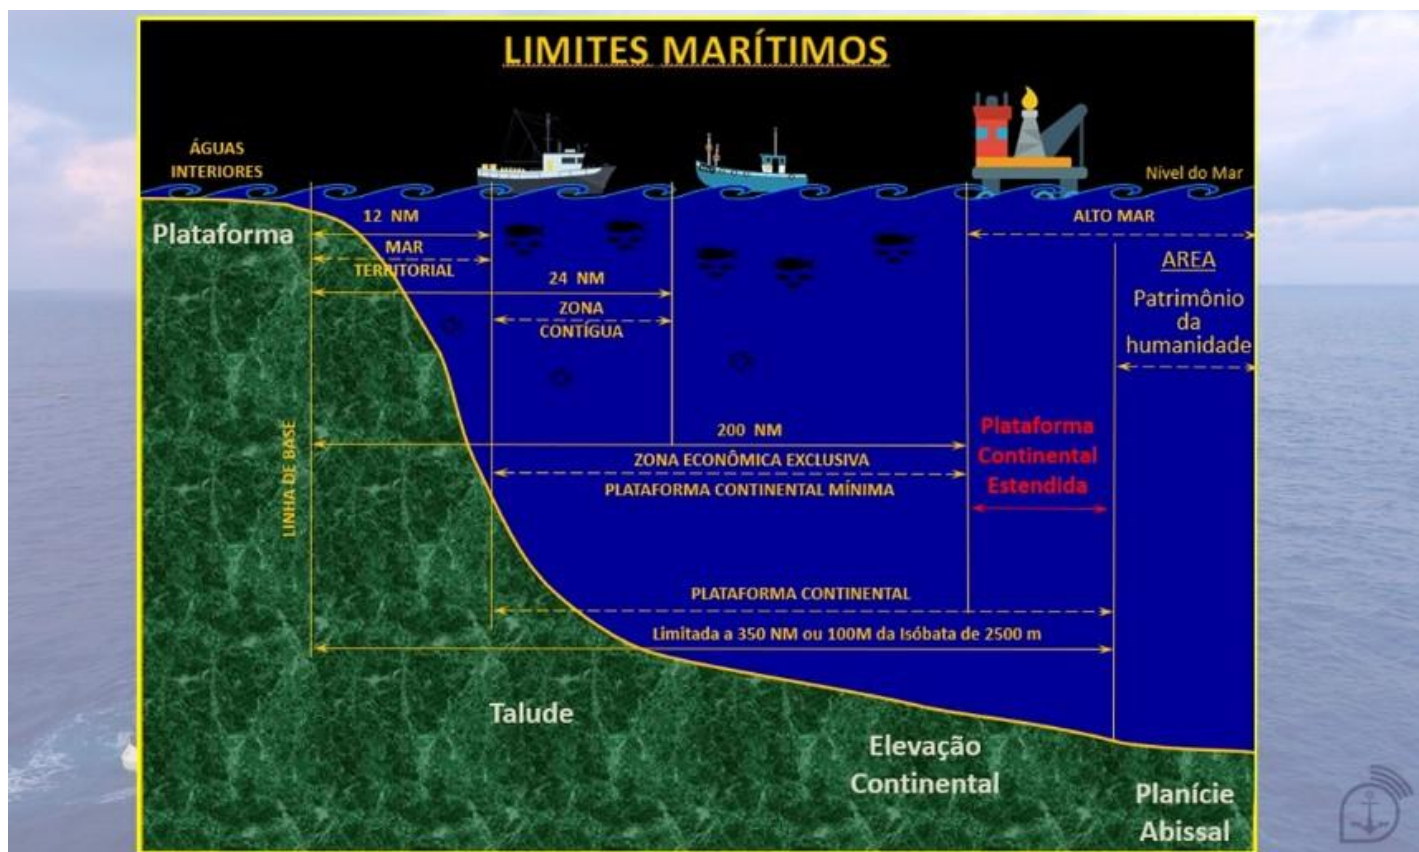 LIMITES MARÍTIMOS
ÁGUAS
INTERIORES
Nível do Mar
12 NM
ALTO MAR
Plataforma
MAR
TERRITORIAL
24 NM
AREA
ZONA
CONTÍGUA
Patrimônio
da
humanidade
LINHA DE BASE
200 NM
ZONA ECONÔMICA EXCLUSIVA
PLATAFORMA CONTINENTAL MÍNIMA
Plataforma
Continental
Estendida
PLATAFORMA CONTINENTAL
Limitada a 350 NM ou 100M da Isóbata de 2500 m
Talude
Elevação
Continental
Planície
Abissal